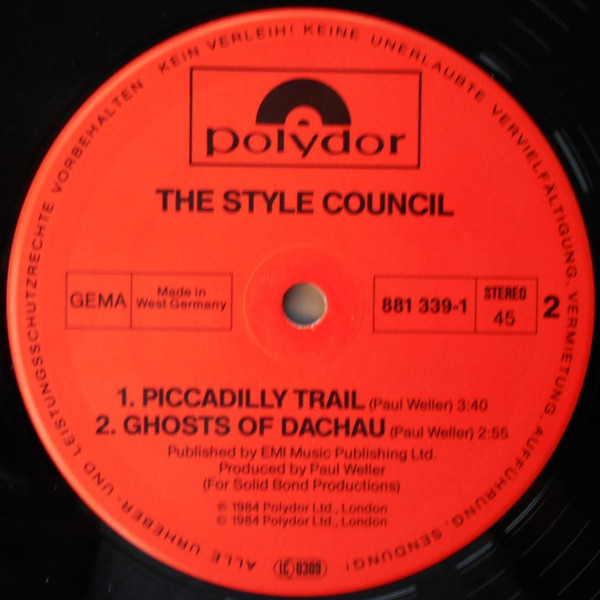 ALLE URHEBER- UND LEISTUNGSSCHUTZRECHTE VORBEHALTEN · KEIN VERLEIH! KEINE UNERLAUBTE VERVIELFÄLTIGUNG, VERMIETUNG, AUFFÜHRUNG, SENDUNG!
polydor
THE STYLE COUNCIL
GEMA
Made in
West Germany
881 339-1
STEREO
45
2
1. PICCADILLY TRAIL (Paul Weller) 3:40
2. GHOSTS OF DACHAU (Paul Weller) 2:55
Published by EMI Music Publishing Ltd.
Produced by Paul Weller
(For Solid Bond Productions)
℗ 1984 Polydor Ltd., London
© 1984 Polydor Ltd., London
LC 0309